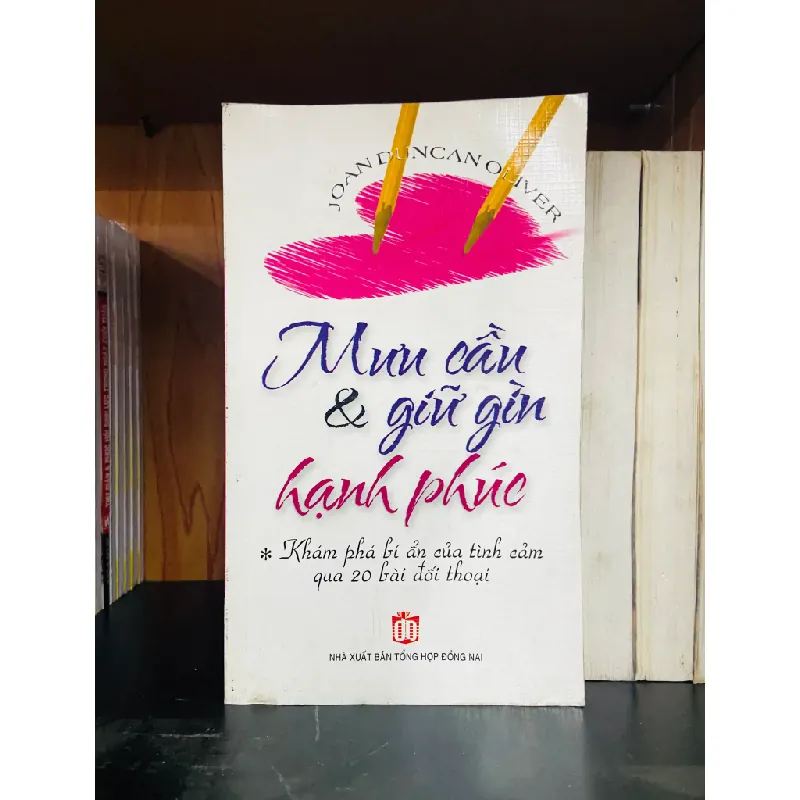 JOAN DUNCAN OLIVER
Mưu cầu
& giữ gìn
hạnh phúc
* Khám phá bí ẩn của tình cảm
qua 20 bài đối thoại
NHÀ XUẤT BẢN TỔNG HỢP ĐỒNG NAI